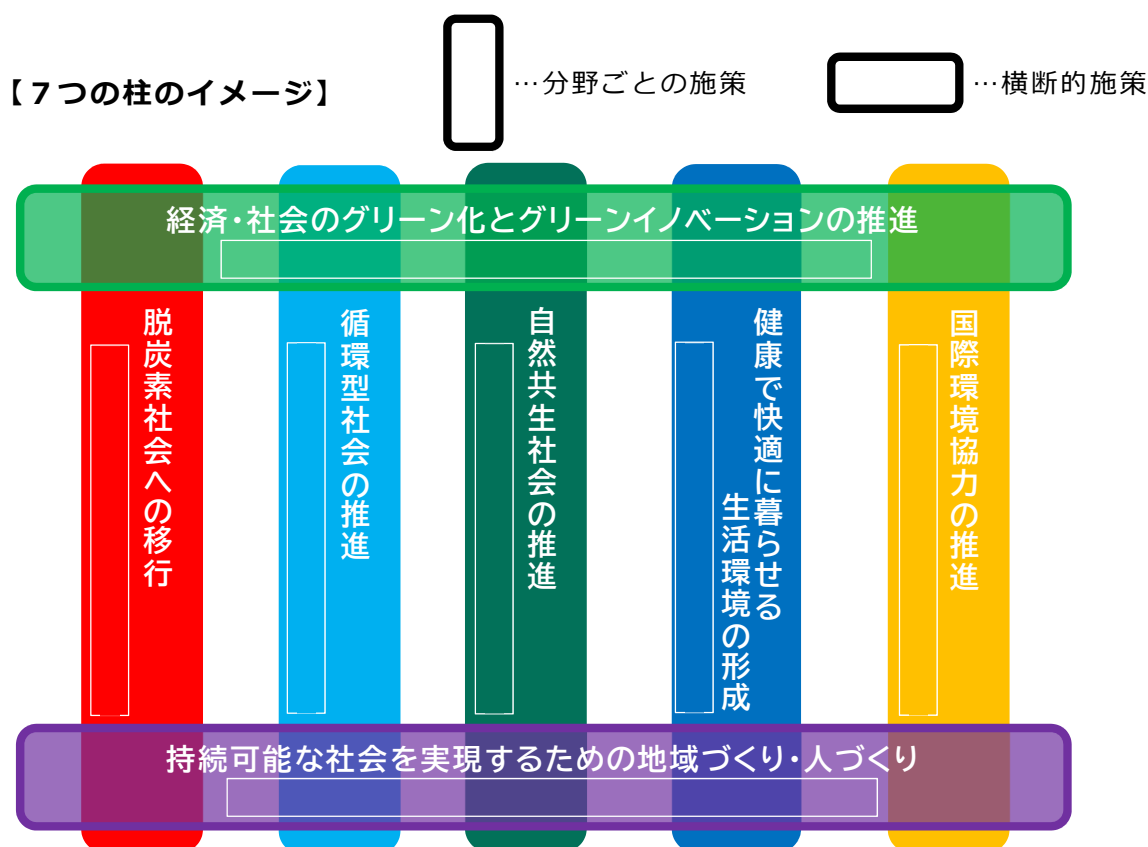 【７つの柱のイメージ】
…分野ごとの施策
…横断的施策
経済・社会のグリーン化とグリーンイノベーションの推進
脱炭素社会への移行
循環型社会の推進
自然共生社会の推進
健康で快適に暮らせる
生活環境の形成
国際環境協力の推進
持続可能な社会を実現するための地域づくり・人づくり